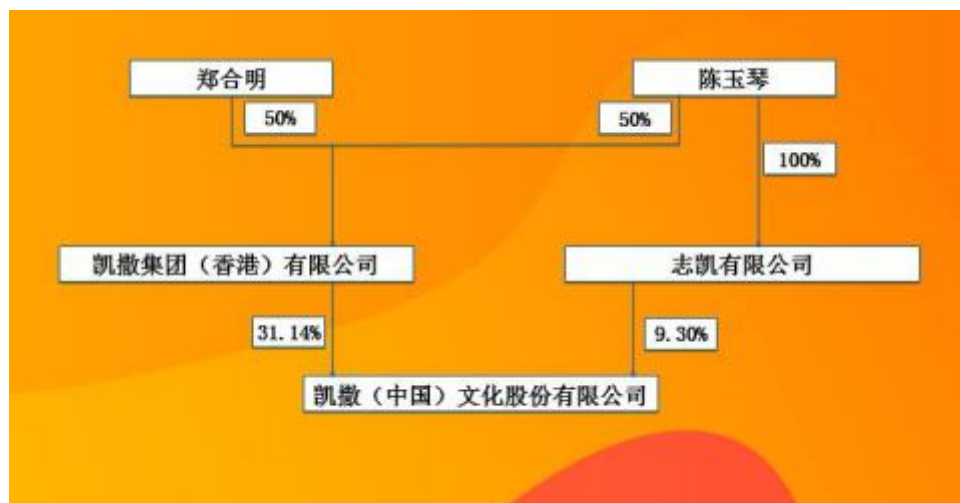 郑合明
陈玉琴
50%
50%
100%
凯撒集团（香港）有限公司
志凯有限公司
31.14%
9.30%
凯撒（中国）文化股份有限公司